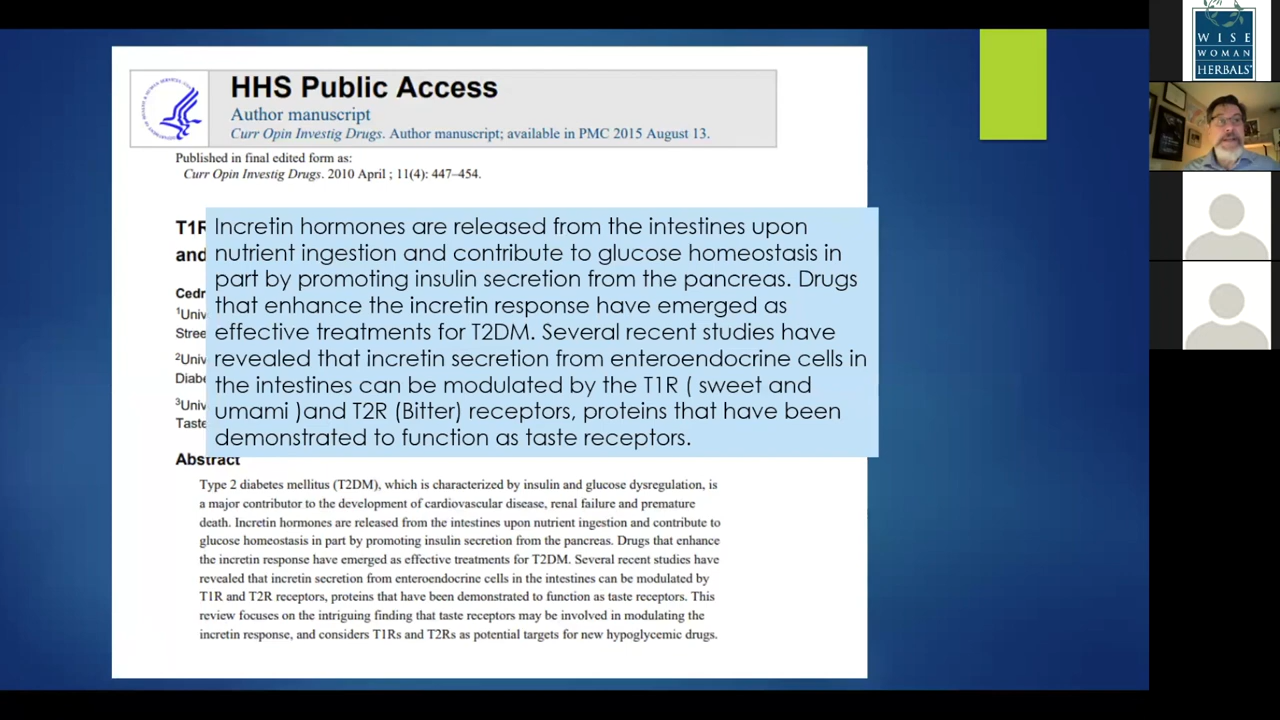 HHS Public Access
Author manuscript
Curr Opin Investig Drugs. Author manuscript; available in PMC 2015 August 13.
Published in final edited form as:
Curr Opin Investig Drugs. 2010 April ; 11(4): 447–454.
T1R
and
Cedr
¹Univ
Stree
²Univ
Diabe
³Univ
Taste
Incretin hormones are released from the intestines upon
nutrient ingestion and contribute to glucose homeostasis in
part by promoting insulin secretion from the pancreas. Drugs
that enhance the incretin response have emerged as
effective treatments for T2DM. Several recent studies have
revealed that incretin secretion from enteroendocrine cells in
the intestines can be modulated by the T1R ( sweet and
umami )and T2R (Bitter) receptors, proteins that have been
demonstrated to function as taste receptors.
Abstract
Type 2 diabetes mellitus (T2DM), which is characterized by insulin and glucose dysregulation, is
a major contributor to the development of cardiovascular disease, renal failure and premature
death. Incretin hormones are released from the intestines upon nutrient ingestion and contribute to
glucose homeostasis in part by promoting insulin secretion from the pancreas. Drugs that enhance
the incretin response have emerged as effective treatments for T2DM. Several recent studies have
revealed that incretin secretion from enteroendocrine cells in the intestines can be modulated by
T1R and T2R receptors, proteins that have been demonstrated to function as taste receptors. This
review focuses on the intriguing finding that taste receptors may be involved in modulating the
incretin response, and considers T1Rs and T2Rs as potential targets for new hypoglycemic drugs.
WISE
WOMAN
HERBALS